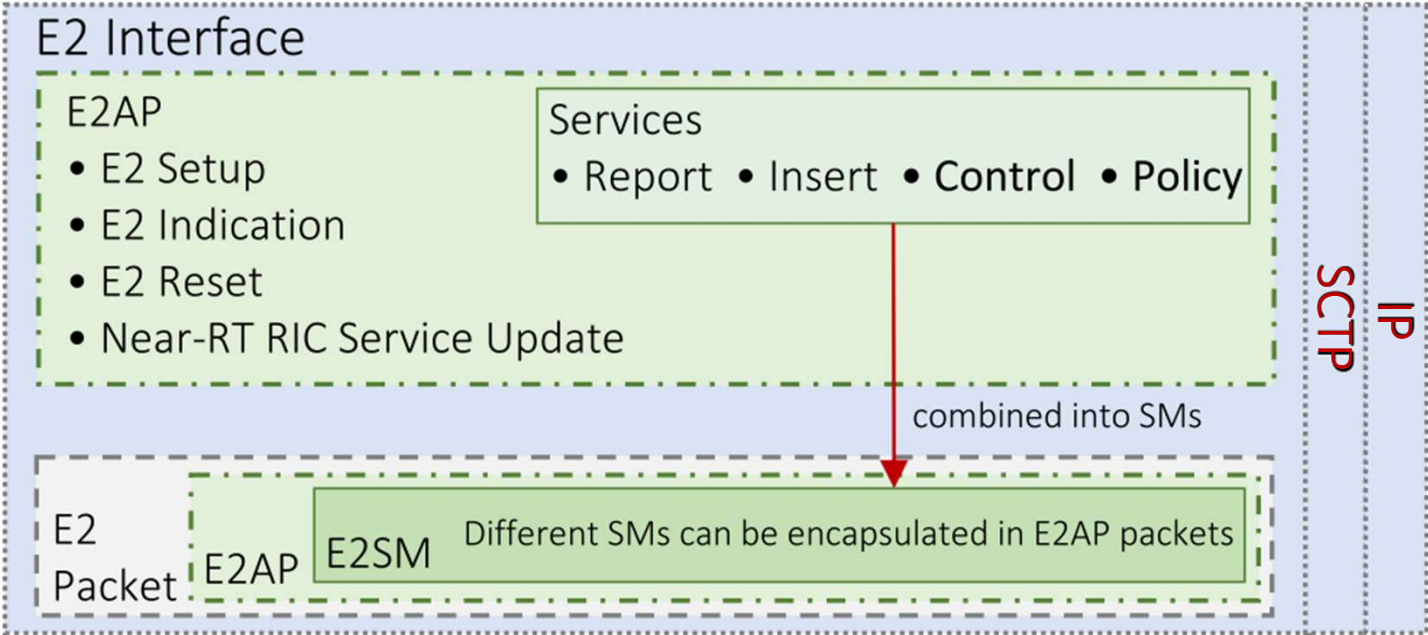 E2 Interface
E2AP
• E2 Setup
• E2 Indication
• E2 Reset
• Near-RT RIC Service Update
Services
• Report • Insert • Control • Policy
combined into SMs
E2
Packet
E2AP
E2SM
Different SMs can be encapsulated in E2AP packets
SCTP
IP